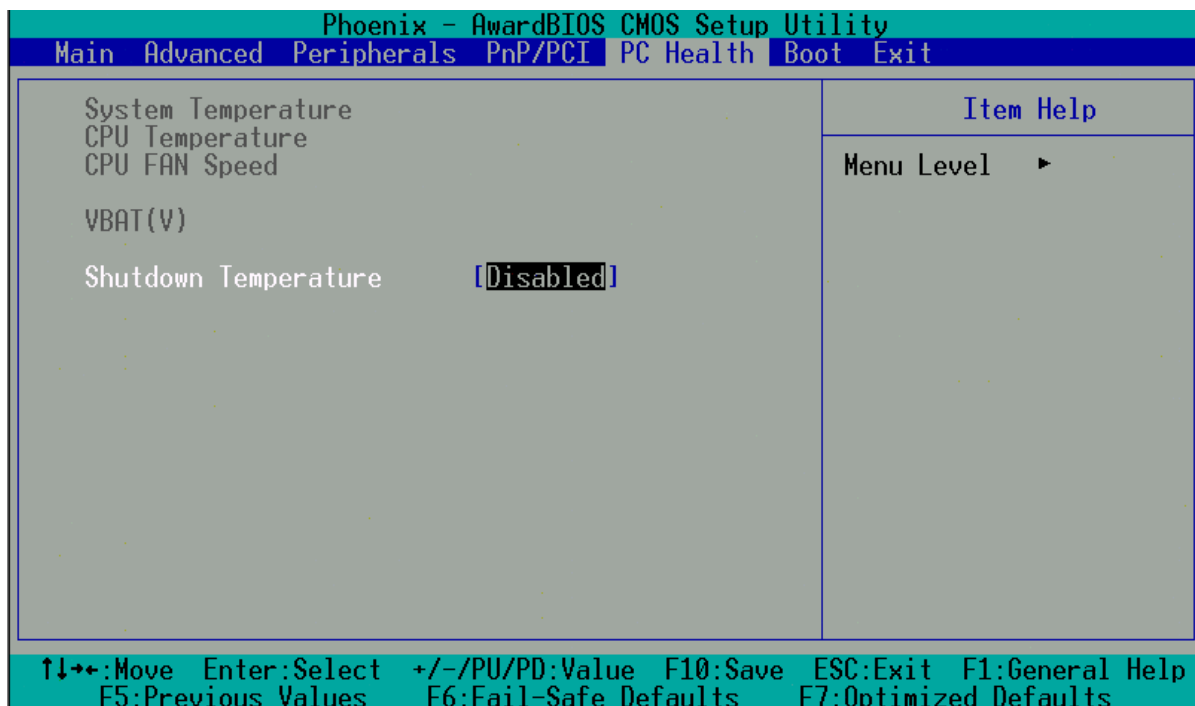 Phoenix - AwardBIOS CMOS Setup Utility
Main Advanced Peripherals PnP/PCI PC Health Boot Exit
System Temperature
CPU Temperature
CPU FAN Speed
VBAT(V)
Shutdown Temperature [Disabled]
Item Help
Menu Level ►
↑↓→←:Move Enter:Select +/-/PU/PD:Value F10:Save ESC:Exit F1:General Help
F5:Previous Values F6:Fail-Safe Defaults F7:Optimized Defaults